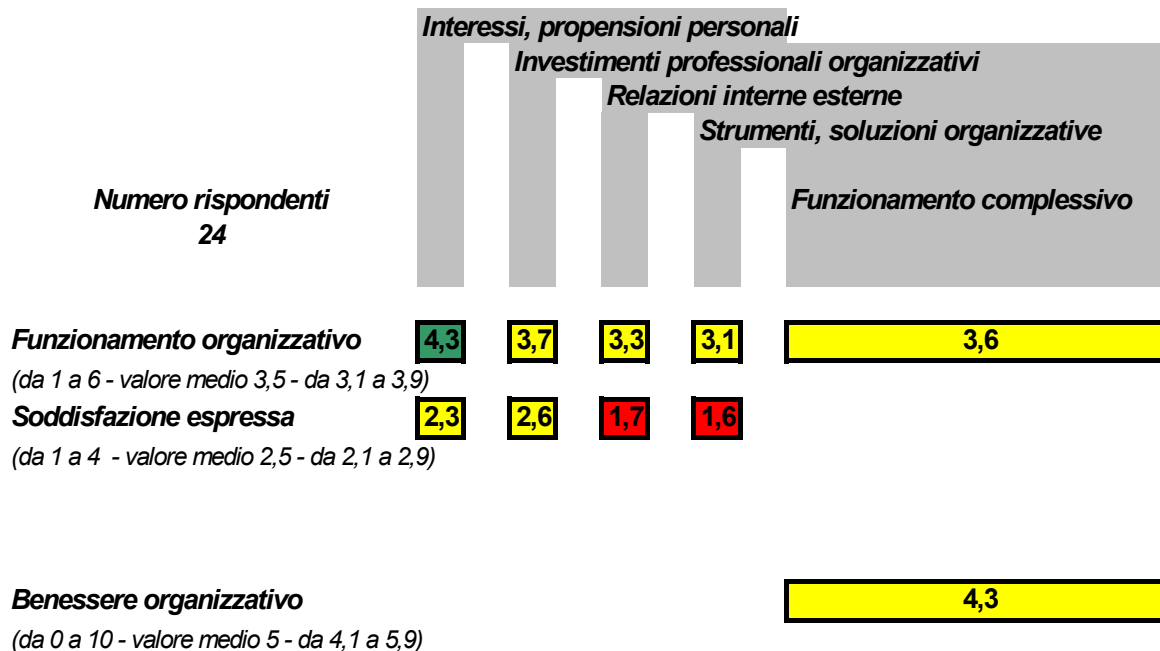 Interessi, propensioni personali
Investimenti professionali organizzativi
Relazioni interne esterne
Strumenti, soluzioni organizzative
Numero rispondenti
24
Funzionamento complessivo
Funzionamento organizzativo 4,3 3,7 3,3 3,1 3,6
(da 1 a 6 - valore medio 3,5 - da 3,1 a 3,9)
Soddisfazione espressa 2,3 2,6 1,7 1,6
(da 1 a 4 - valore medio 2,5 - da 2,1 a 2,9)
Benessere organizzativo 4,3
(da 0 a 10 - valore medio 5 - da 4,1 a 5,9)